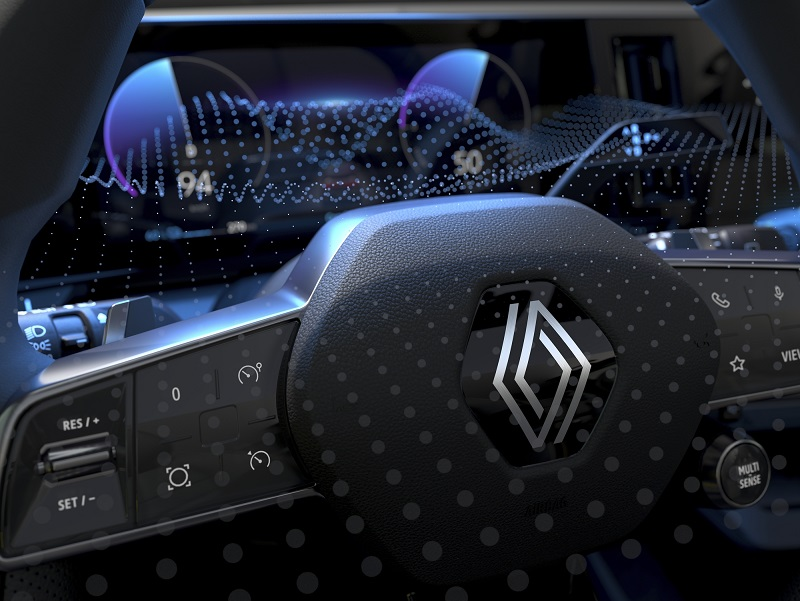 94
50
RES / +
0
SET / –
VIEW
MULTI
SENSE